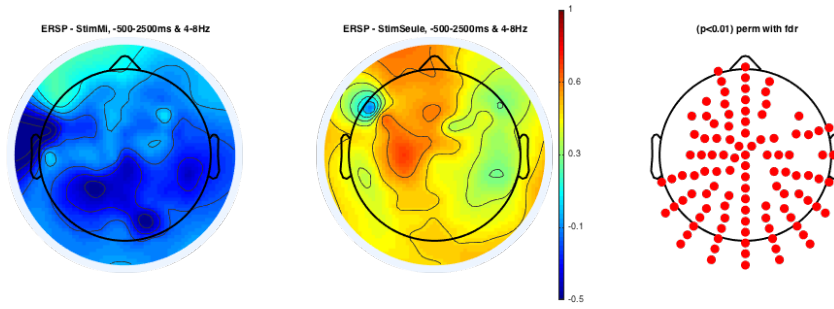 ERSP - StimMi, -500-2500ms & 4-8Hz
ERSP - StimSeule, -500-2500ms & 4-8Hz
(p<0.01) perm with fdr
1
0.6
0.3
-0.1
-0.5